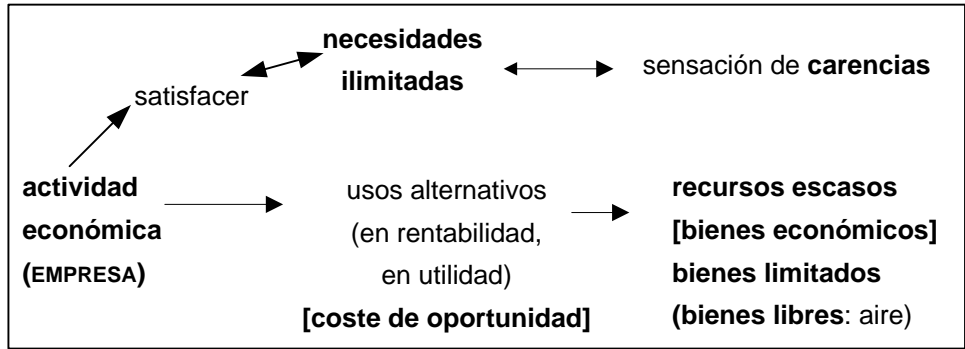 necesidades
ilimitadas
sensación de carencias
satisfacer
actividad
económica
(EMPRESA)
usos alternativos
(en rentabilidad,
en utilidad)
[coste de oportunidad]
recursos escasos
[bienes económicos]
bienes limitados
(bienes libres: aire)